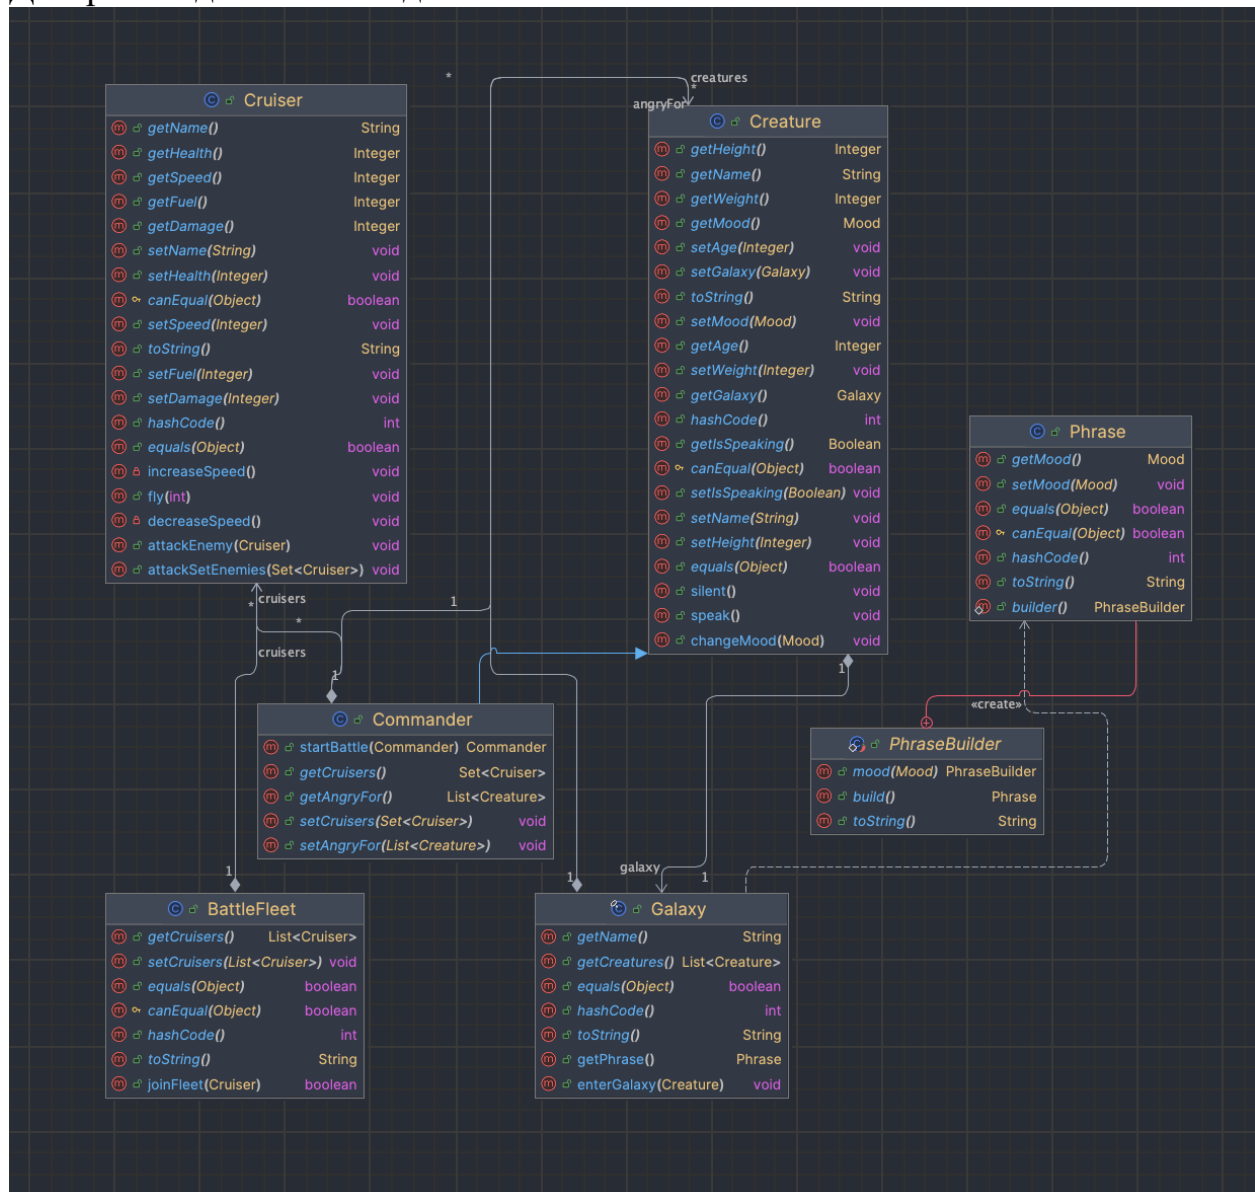 *
creatures
*
angryFor
Cruiser
getName() String
getHealth() Integer
getSpeed() Integer
getFuel() Integer
getDamage() Integer
setName(String) void
setHealth(Integer) void
canEqual(Object) boolean
setSpeed(Integer) void
toString() String
setFuel(Integer) void
setDamage(Integer) void
hashCode() int
equals(Object) boolean
increaseSpeed() void
fly(int) void
decreaseSpeed() void
attackEnemy(Cruiser) void
attackSetEnemies(Set<Cruiser>) void
Creature
getHeight() Integer
getName() String
getWeight() Integer
getMood() Mood
setAge(Integer) void
setGalaxy(Galaxy) void
toString() String
setMood(Mood) void
getAge() Integer
setWeight(Integer) void
getGalaxy() Galaxy
hashCode() int
getIsSpeaking() Boolean
canEqual(Object) boolean
setIsSpeaking(Boolean) void
setName(String) void
setHeight(Integer) void
equals(Object) boolean
silent() void
speak() void
changeMood(Mood) void
Phrase
getMood() Mood
setMood(Mood) void
equals(Object) boolean
canEqual(Object) boolean
hashCode() int
toString() String
builder() PhraseBuilder
* cruisers
*
cruisers
1
1
1
«create»
Commander
startBattle(Commander) Commander
getCruisers() Set<Cruiser>
getAngryFor() List<Creature>
setCruisers(Set<Cruiser>) void
setAngryFor(List<Creature>) void
PhraseBuilder
mood(Mood) PhraseBuilder
build() Phrase
toString() String
1
1
galaxy
1
BattleFleet
getCruisers() List<Cruiser>
setCruisers(List<Cruiser>) void
equals(Object) boolean
canEqual(Object) boolean
hashCode() int
toString() String
joinFleet(Cruiser) boolean
Galaxy
getName() String
getCreatures() List<Creature>
equals(Object) boolean
hashCode() int
toString() String
getPhrase() Phrase
enterGalaxy(Creature) void